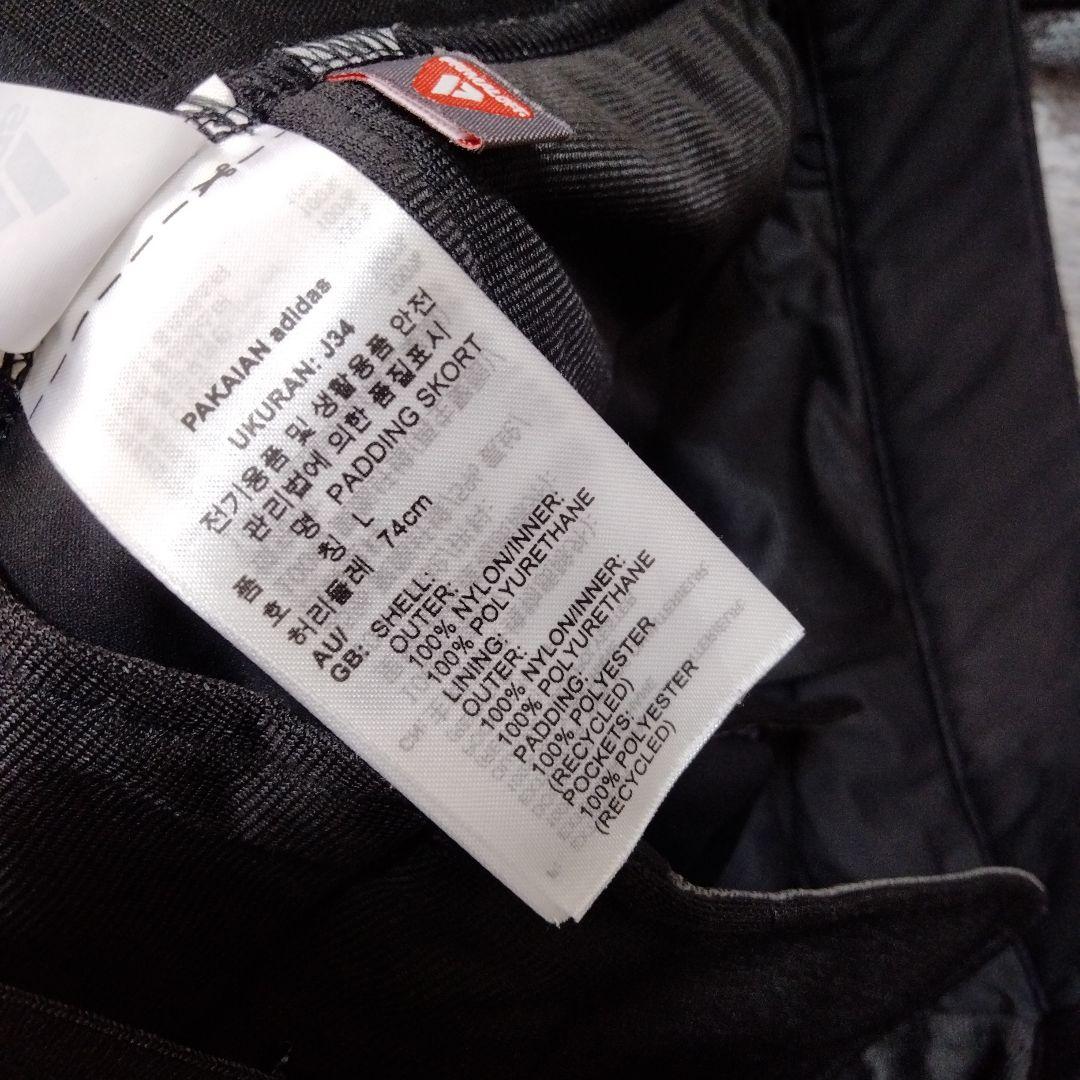 PAKAIAN adidas
UKURAN: J34
전기용품 및 생활용품 안전
관리법에 의한 품질표시
품 명 PADDING SKORT
호 칭 L
허리둘레 74cm
AU/
GB: SHELL:
OUTER:
100% NYLON/INNER:
100% POLYURETHANE
LINING:
OUTER:
100% NYLON/INNER:
100% POLYURETHANE
PADDING:
100% POLYESTER
(RECYCLED)
POCKETS:
100% POLYESTER
(RECYCLED)